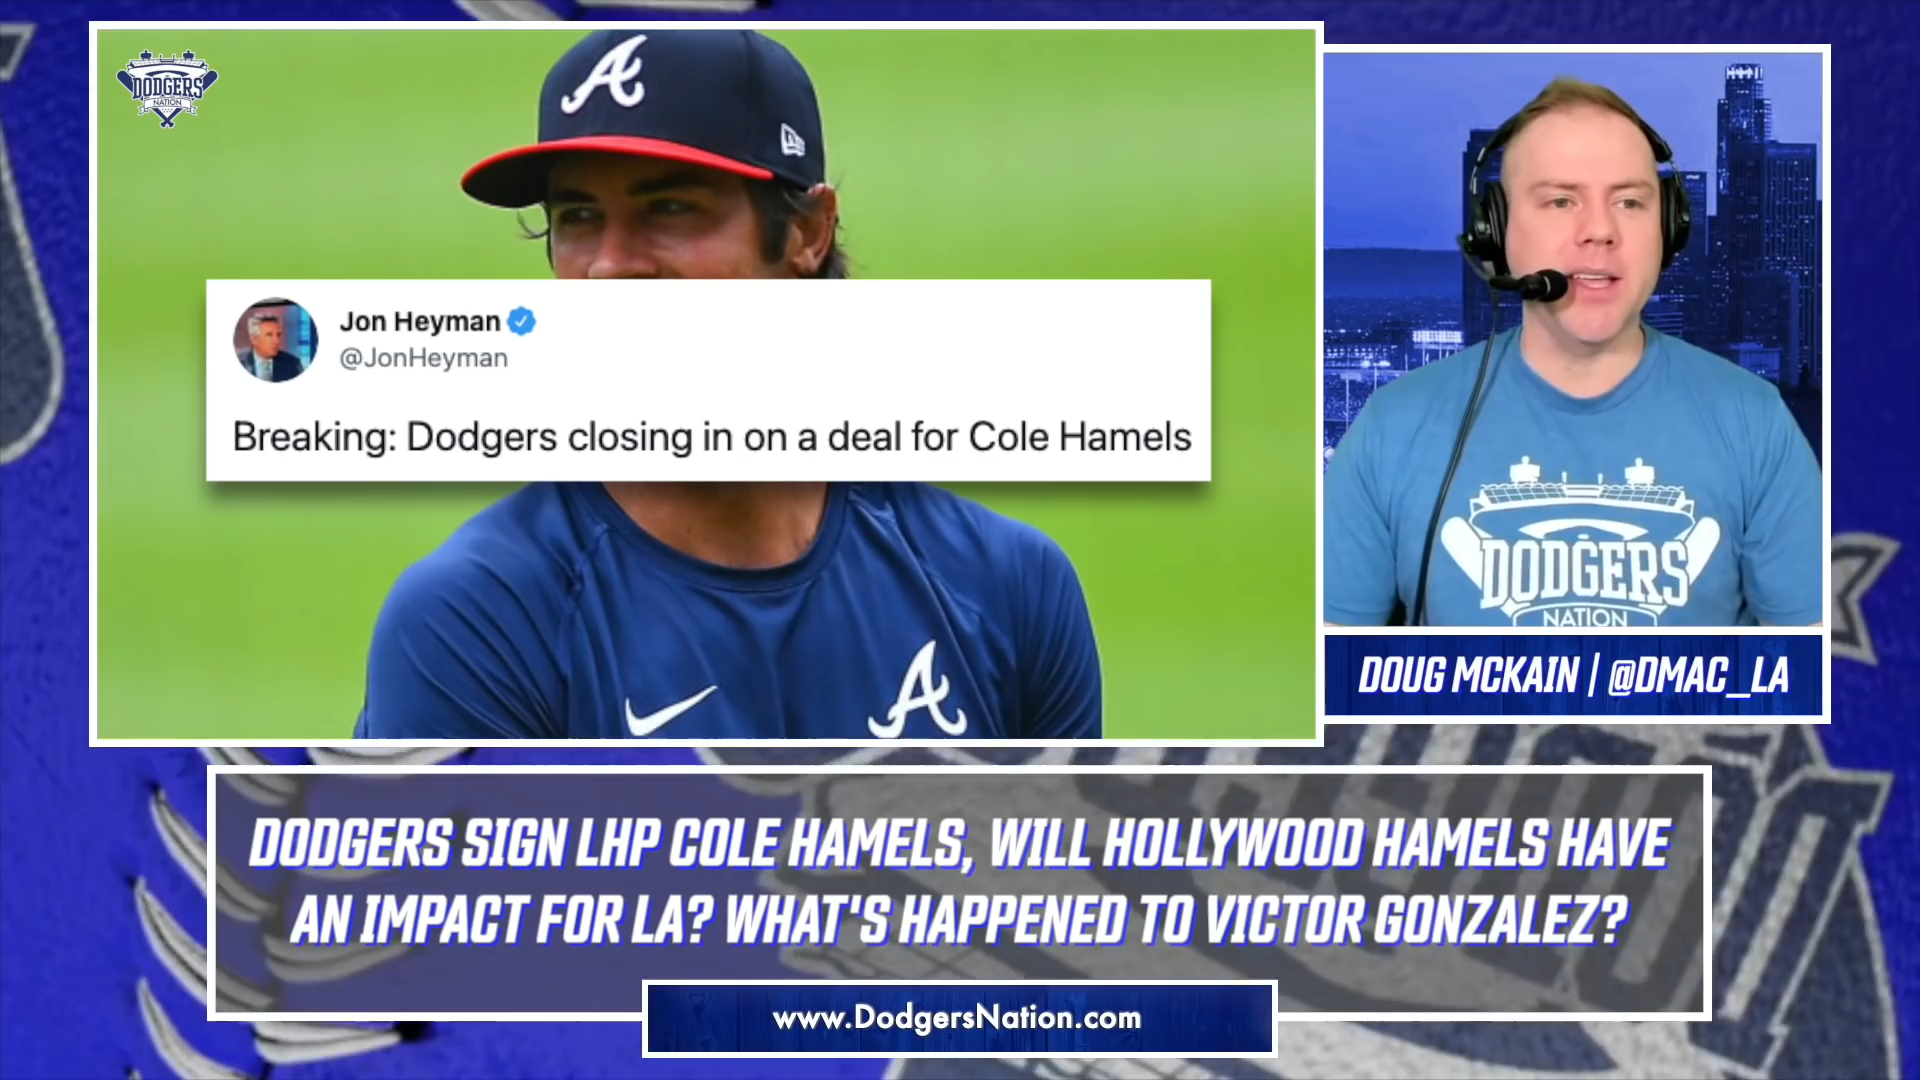 DODGERS
NATION
A
Jon Heyman
@JonHeyman
Breaking: Dodgers closing in on a deal for Cole Hamels
A
DODGERS
NATION
DOUG MCKAIN | @DMAC_LA
DODGERS SIGN LHP COLE HAMELS, WILL HOLLYWOOD HAMELS HAVE
AN IMPACT FOR LA? WHAT'S HAPPENED TO VICTOR GONZALEZ?
www.DodgersNation.com